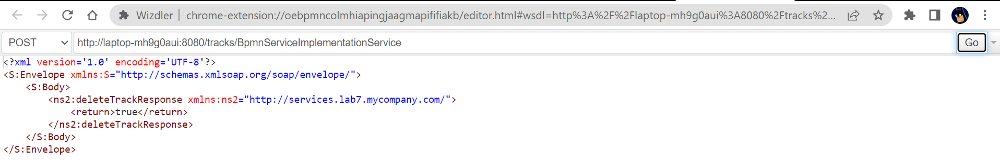 Wizdler | chrome-extension://oebpmncolmhiapingjaagmapififiakb/editor.html#wsdl=http%3A%2F%2Flaptop-mh9g0aui%3A8080%2Ftracks%2...
POST http://laptop-mh9g0aui:8080/tracks/BpmnServiceImplementationService Go
<?xml version='1.0' encoding='UTF-8'?>
<S:Envelope xmlns:S="http://schemas.xmlsoap.org/soap/envelope/">
    <S:Body>
        <ns2:deleteTrackResponse xmlns:ns2="http://services.lab7.mycompany.com/">
            <return>true</return>
        </ns2:deleteTrackResponse>
    </S:Body>
</S:Envelope>